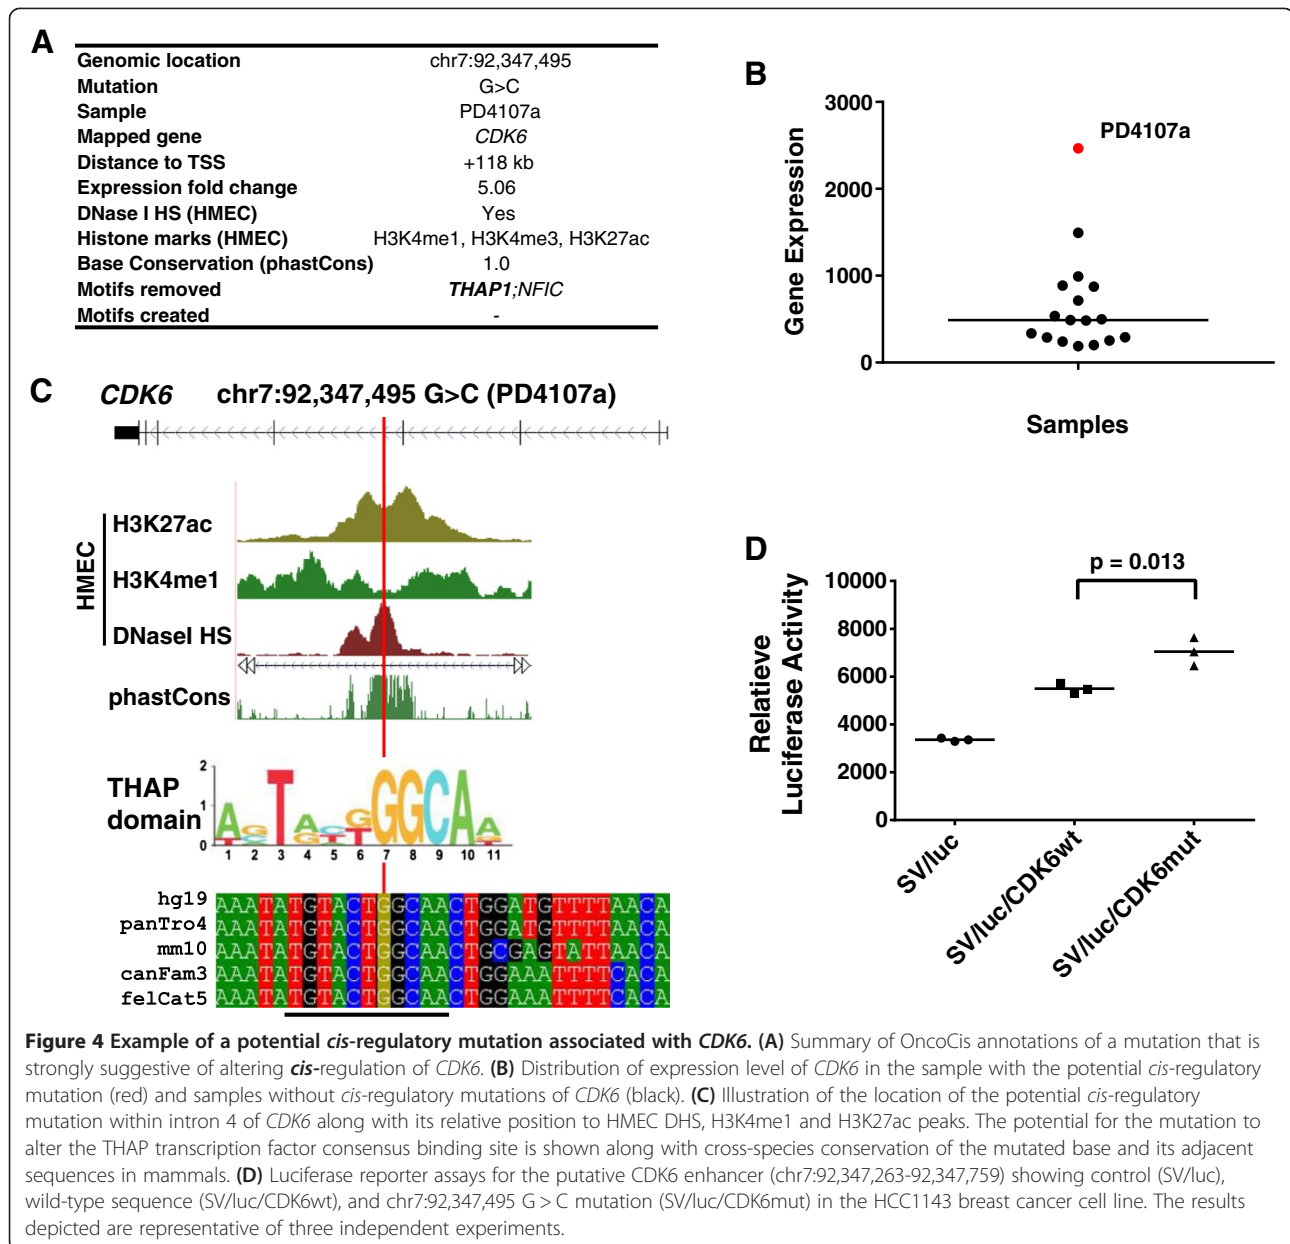 A
Genomic location chr7:92,347,495
Mutation G>C
Sample PD4107a
Mapped gene CDK6
Distance to TSS +118 kb
Expression fold change 5.06
DNase I HS (HMEC) Yes
Histone marks (HMEC) H3K4me1, H3K4me3, H3K27ac
Base Conservation (phastCons) 1.0
Motifs removed THAP1;NFIC
Motifs created -
B
Gene Expression
3000
2000
1000
0
PD4107a
Samples
C
CDK6 chr7:92,347,495 G>C (PD4107a)
HMEC
H3K27ac
H3K4me1
DNaseI HS
phastCons
THAP
domain
2
1
0
1 2 3 4 5 6 7 8 9 10 11
hg19 AAATATGTACTGGCAACTGGATGTTTTAACA
panTro4 AAATATGTACTGGCAACTGGATGTTTTAACA
mm10 AAATATGTACTGGCAACTGCGAGTATTAACA
canFam3 AAATATGTACTGGCAACTGGAAATTTTCACA
felCat5 AAATATGTACTGGCAACTGGAAATTTTCACA
D
Relatieve
Luciferase Activity
10000
8000
6000
4000
2000
0
p = 0.013
SV/luc
SV/luc/CDK6wt
SV/luc/CDK6mut
Figure 4 Example of a potential cis-regulatory mutation associated with CDK6. (A) Summary of OncoCis annotations of a mutation that is
strongly suggestive of altering cis-regulation of CDK6. (B) Distribution of expression level of CDK6 in the sample with the potential cis-regulatory
mutation (red) and samples without cis-regulatory mutations of CDK6 (black). (C) Illustration of the location of the potential cis-regulatory
mutation within intron 4 of CDK6 along with its relative position to HMEC DHS, H3K4me1 and H3K27ac peaks. The potential for the mutation to
alter the THAP transcription factor consensus binding site is shown along with cross-species conservation of the mutated base and its adjacent
sequences in mammals. (D) Luciferase reporter assays for the putative CDK6 enhancer (chr7:92,347,263-92,347,759) showing control (SV/luc),
wild-type sequence (SV/luc/CDK6wt), and chr7:92,347,495 G > C mutation (SV/luc/CDK6mut) in the HCC1143 breast cancer cell line. The results
depicted are representative of three independent experiments.